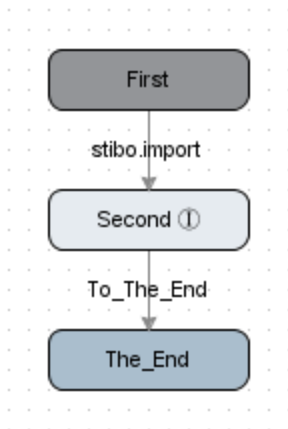 First
stibo.import
Second Ⓘ
To_The_End
The_End